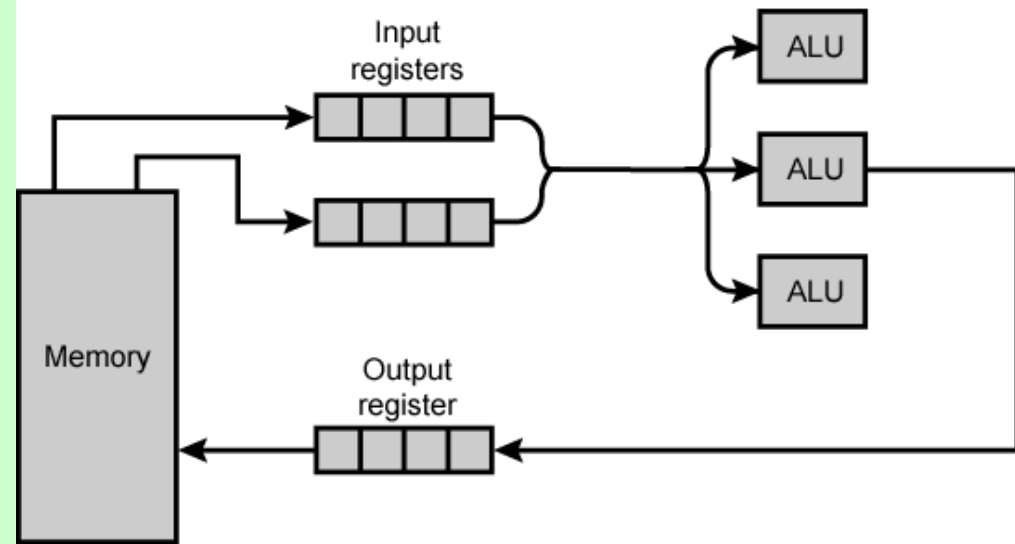 Input
registers
ALU
ALU
ALU
Memory
Output
register